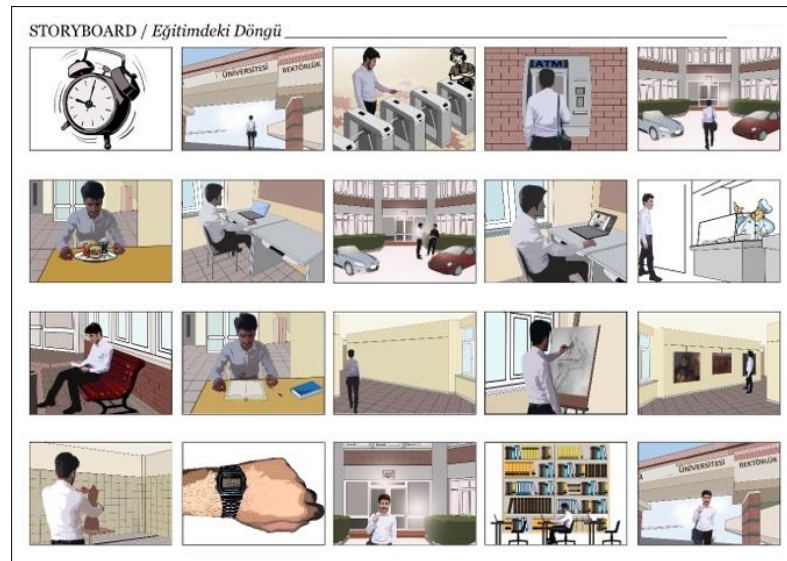 STORYBOARD / Eğitimdeki Döngü
ÜNİVERSİTESİ REKTÖRLÜK
ATM
ÜNİVERSİTESİ REKTÖRLÜK